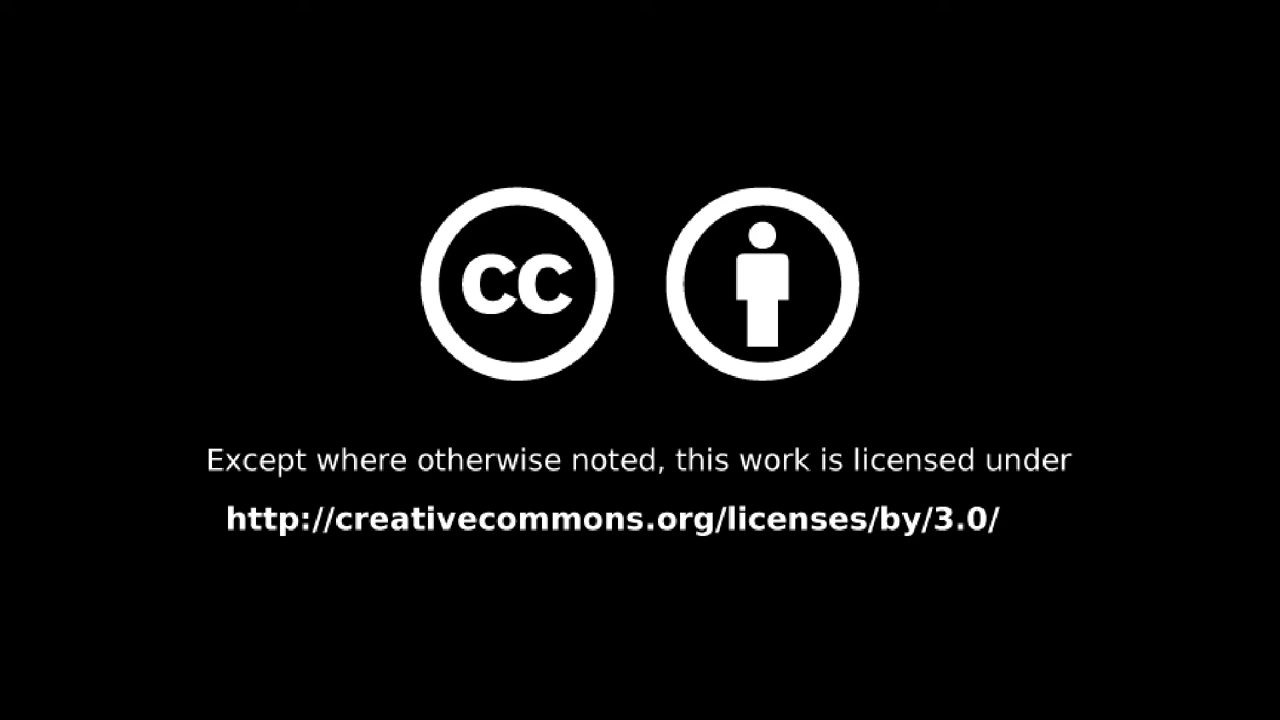 cc
Except where otherwise noted, this work is licensed under
http://creativecommons.org/licenses/by/3.0/